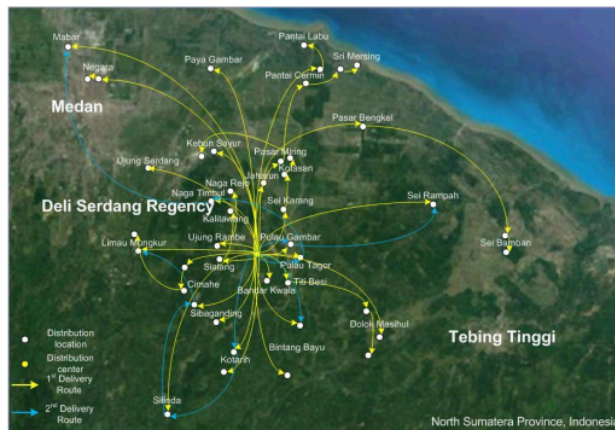 Mabar
Pantai Labu
Sri Mersing
Negara
Paya Gambar
Pantai Cermin
Medan
Pasar Bengkel
Kebun Sayur
Pasar Miring
Ujung Serdang
Kotasan
Jaharun
Naga Rejo
Naga Timbul
Sei Karang
Sei Rampah
Deli Serdang Regency
Kalitawang
Limau Mungkur
Ujung Rambe
Pulau Gambar
Sei Bamban
Sialang
Pulau Tagor
Cimahe
Bandar Kwala
Titi Besi
Sibaganding
Dolok Masihul
Tebing Tinggi
Bintang Bayu
Kotarih
Silinda
Distribution
location
Distribution
center
1st Delivery
Route
2nd Delivery
Route
North Sumatera Province, Indonesia